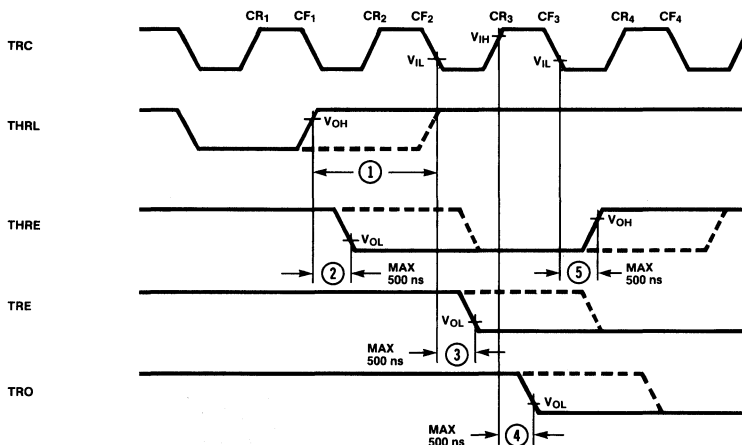 CR1 CF1 CR2 CF2 CR3 CF3 CR4 CF4
TRC
VIH
VIL
VIL
THRL
VOH
1
THRE
VOL
VOH
2
MAX
500 ns
5
MAX
500 ns
TRE
VOL
MAX
500 ns
3
TRO
VOL
MAX
500 ns
4